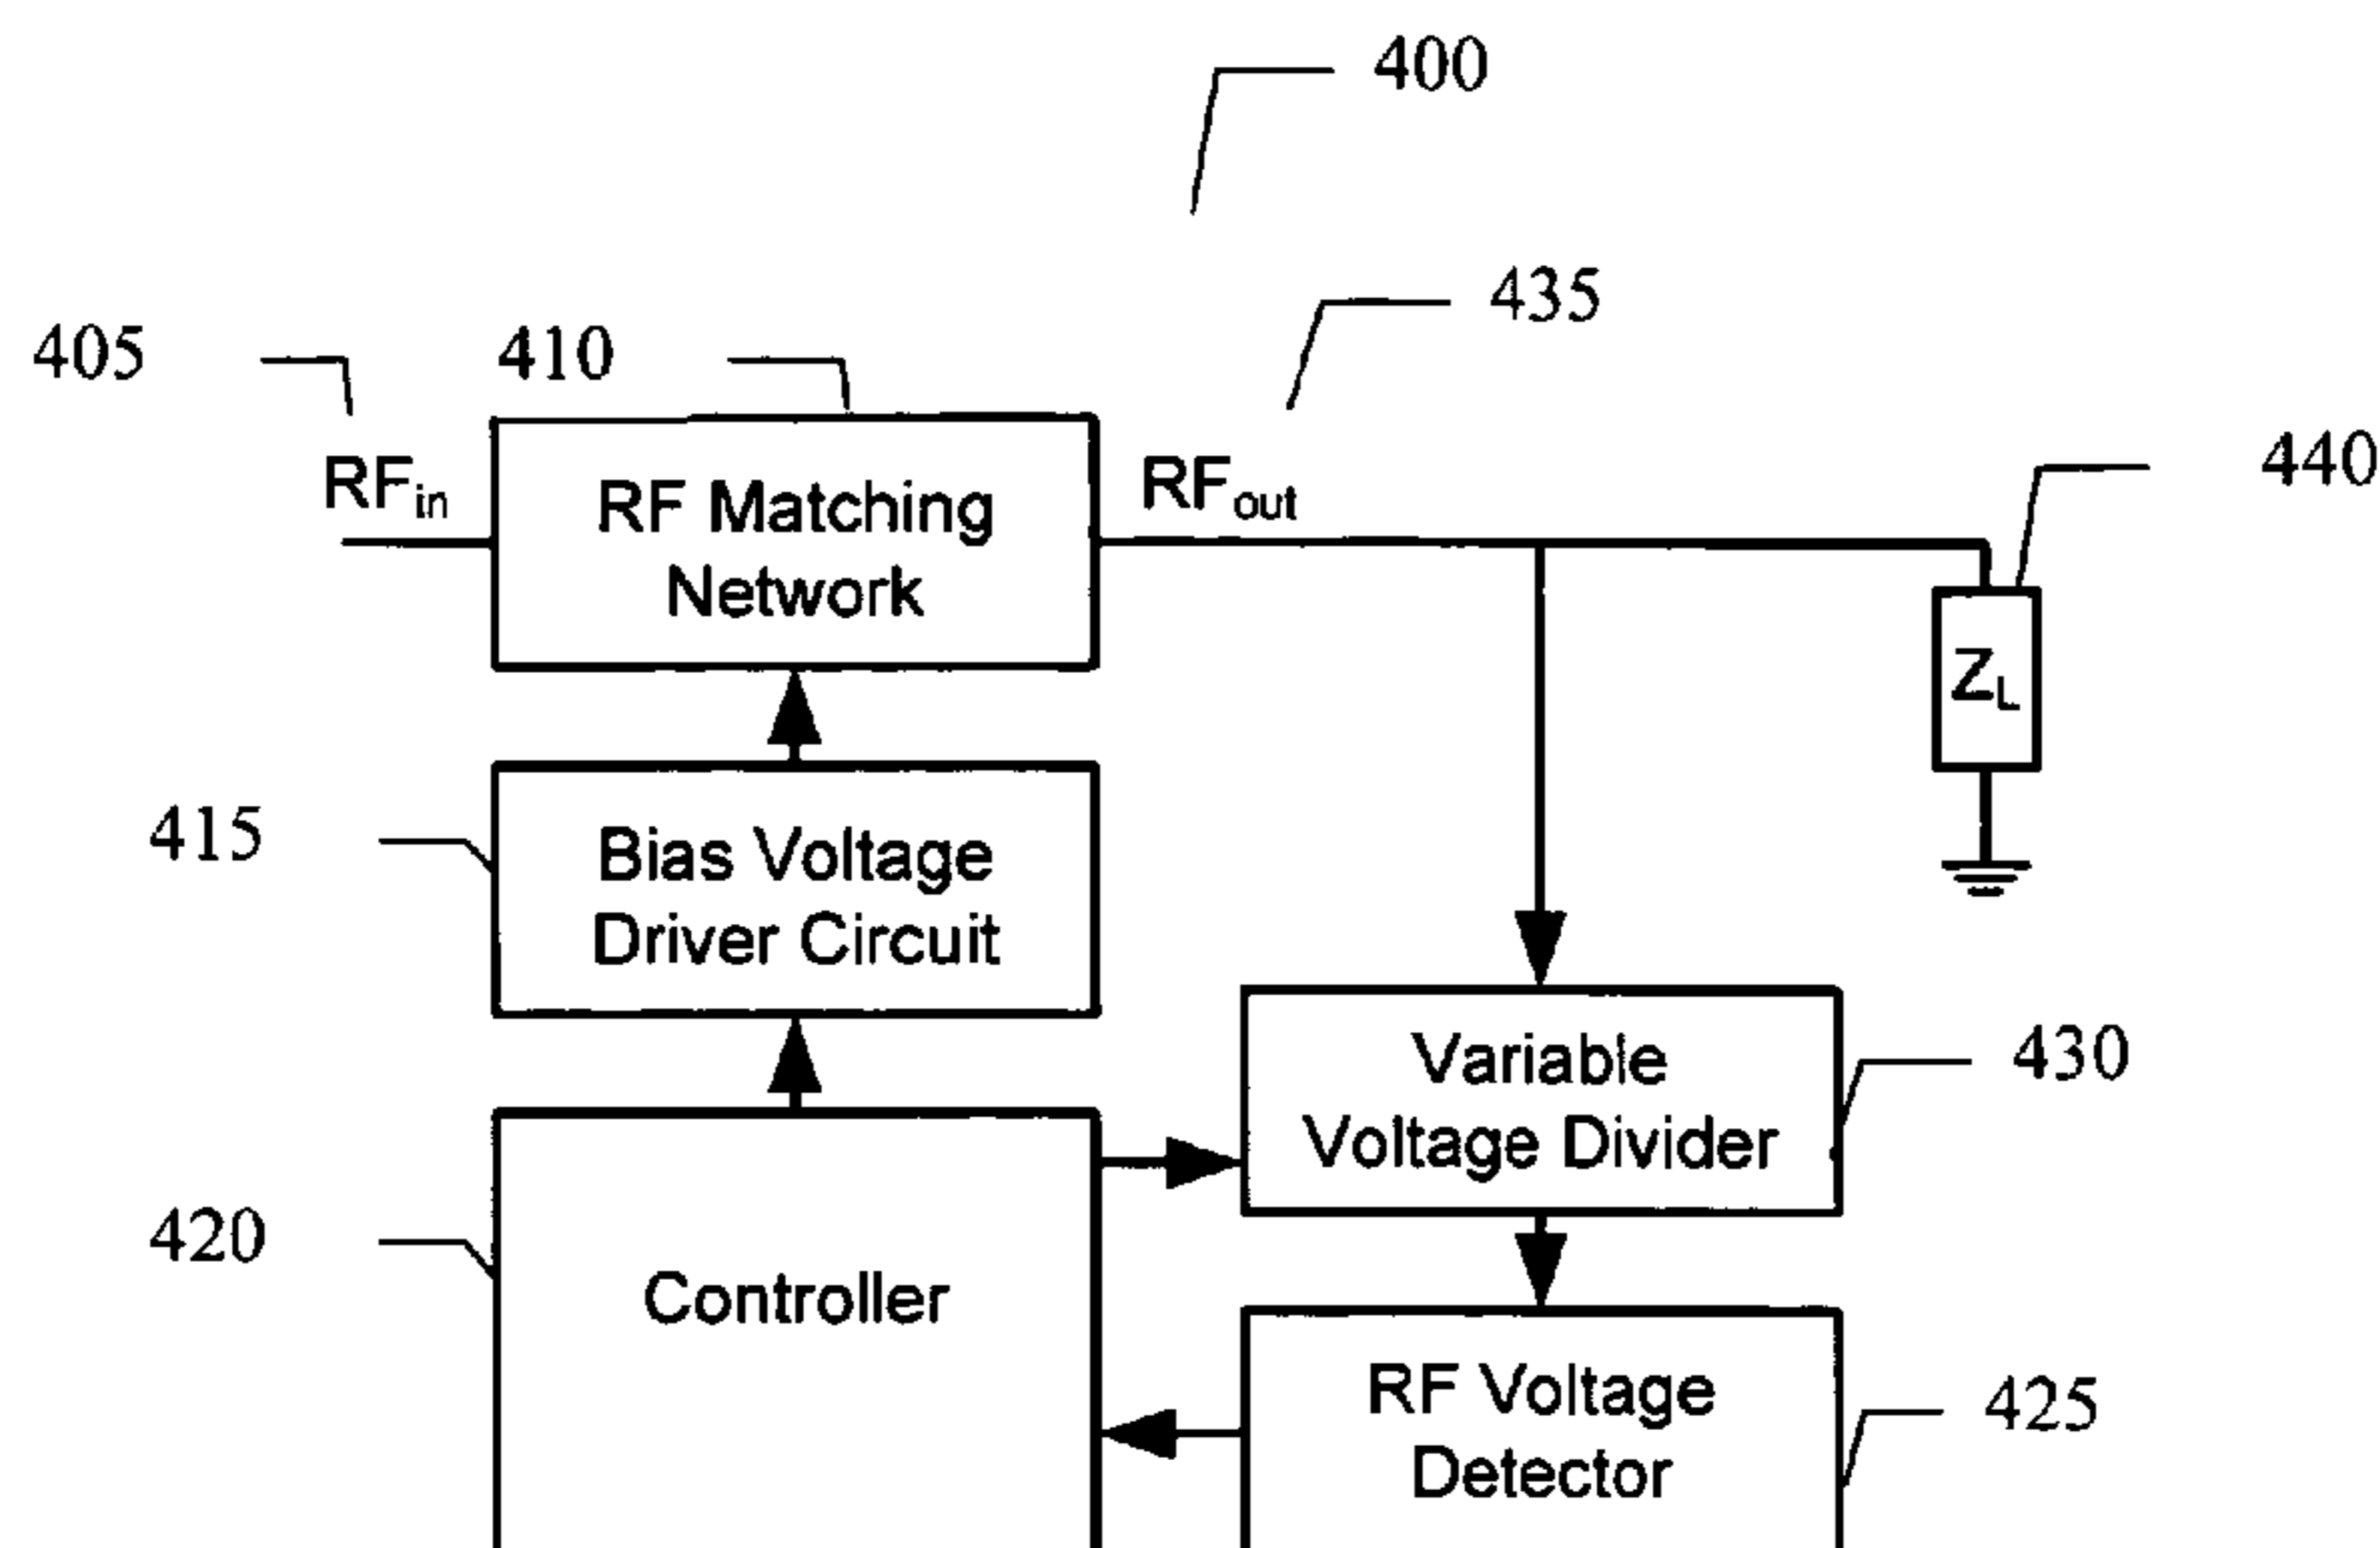 400
435
405
410
440
RFin
RF Matching
Network
RFout
ZL
415
Bias Voltage
Driver Circuit
430
Variable
Voltage Divider
420
Controller
425
RF Voltage
Detector